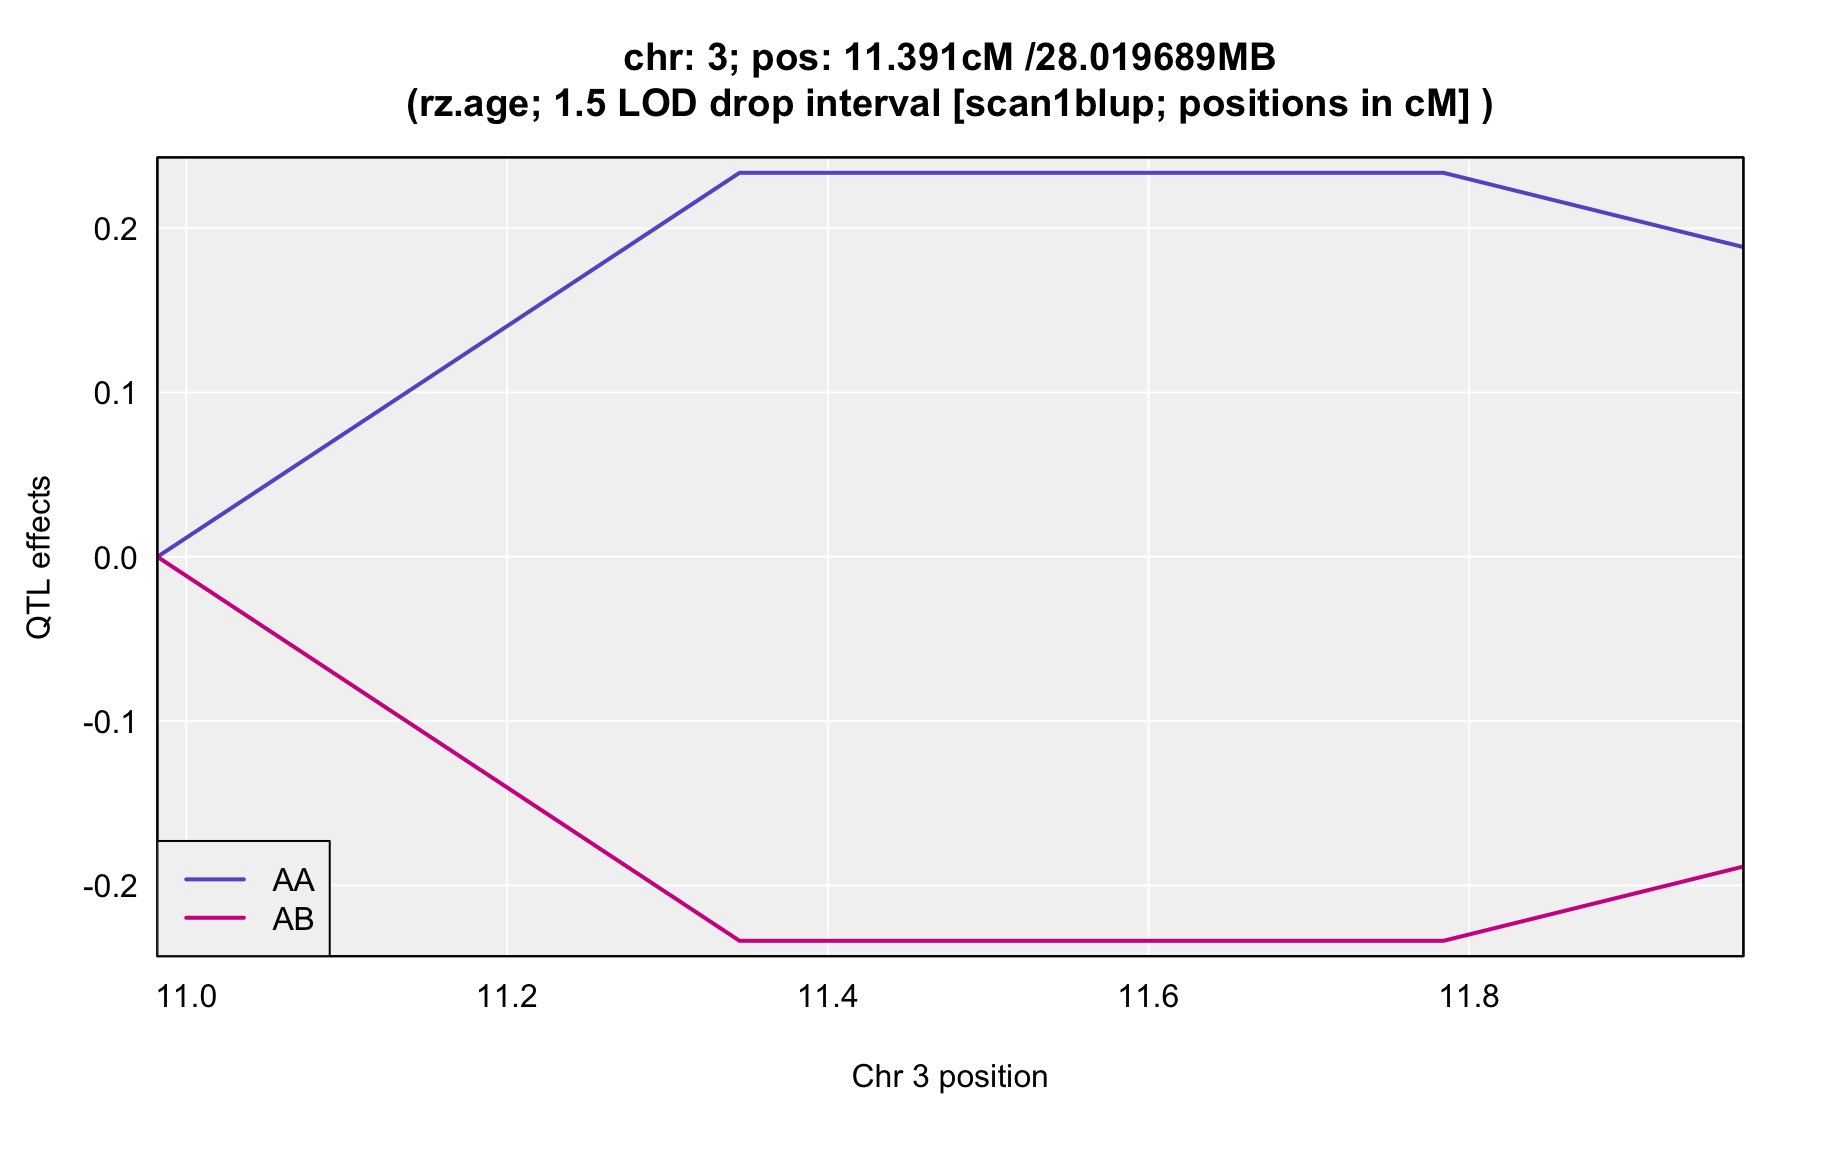 chr: 3; pos: 11.391cM /28.019689MB
(rz.age; 1.5 LOD drop interval [scan1blup; positions in cM] )
QTL effects
0.2
0.1
0.0
-0.1
-0.2
AA
AB
11.0 11.2 11.4 11.6 11.8
Chr 3 position